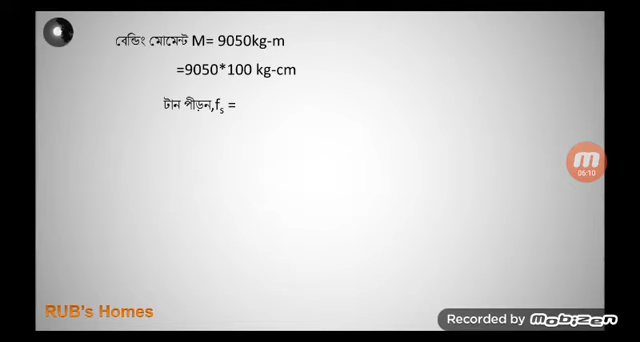 বেন্ডিং মোমেন্ট M= 9050kg-m
=9050*100 kg-cm
টান পীড়ন,fs =
06:10
RUB's Homes
Recorded by mobizen